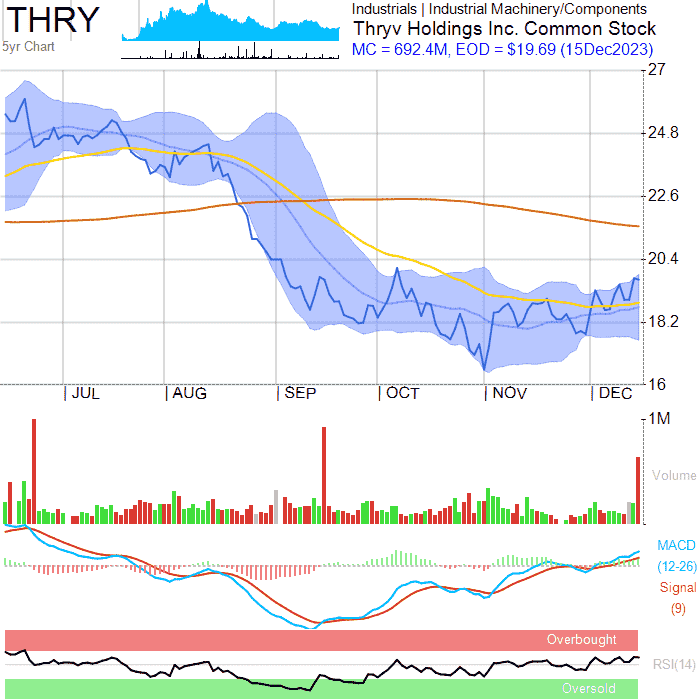 THRY
5yr Chart
Industrials | Industrial Machinery/Components
Thryv Holdings Inc. Common Stock
MC = 692.4M, EOD = $19.69 (15Dec2023)
27
24.8
22.6
20.4
18.2
16
JUL
AUG
SEP
OCT
NOV
DEC
1M
Volume
MACD
(12-26)
Signal
(9)
Overbought
RSI(14)
Oversold